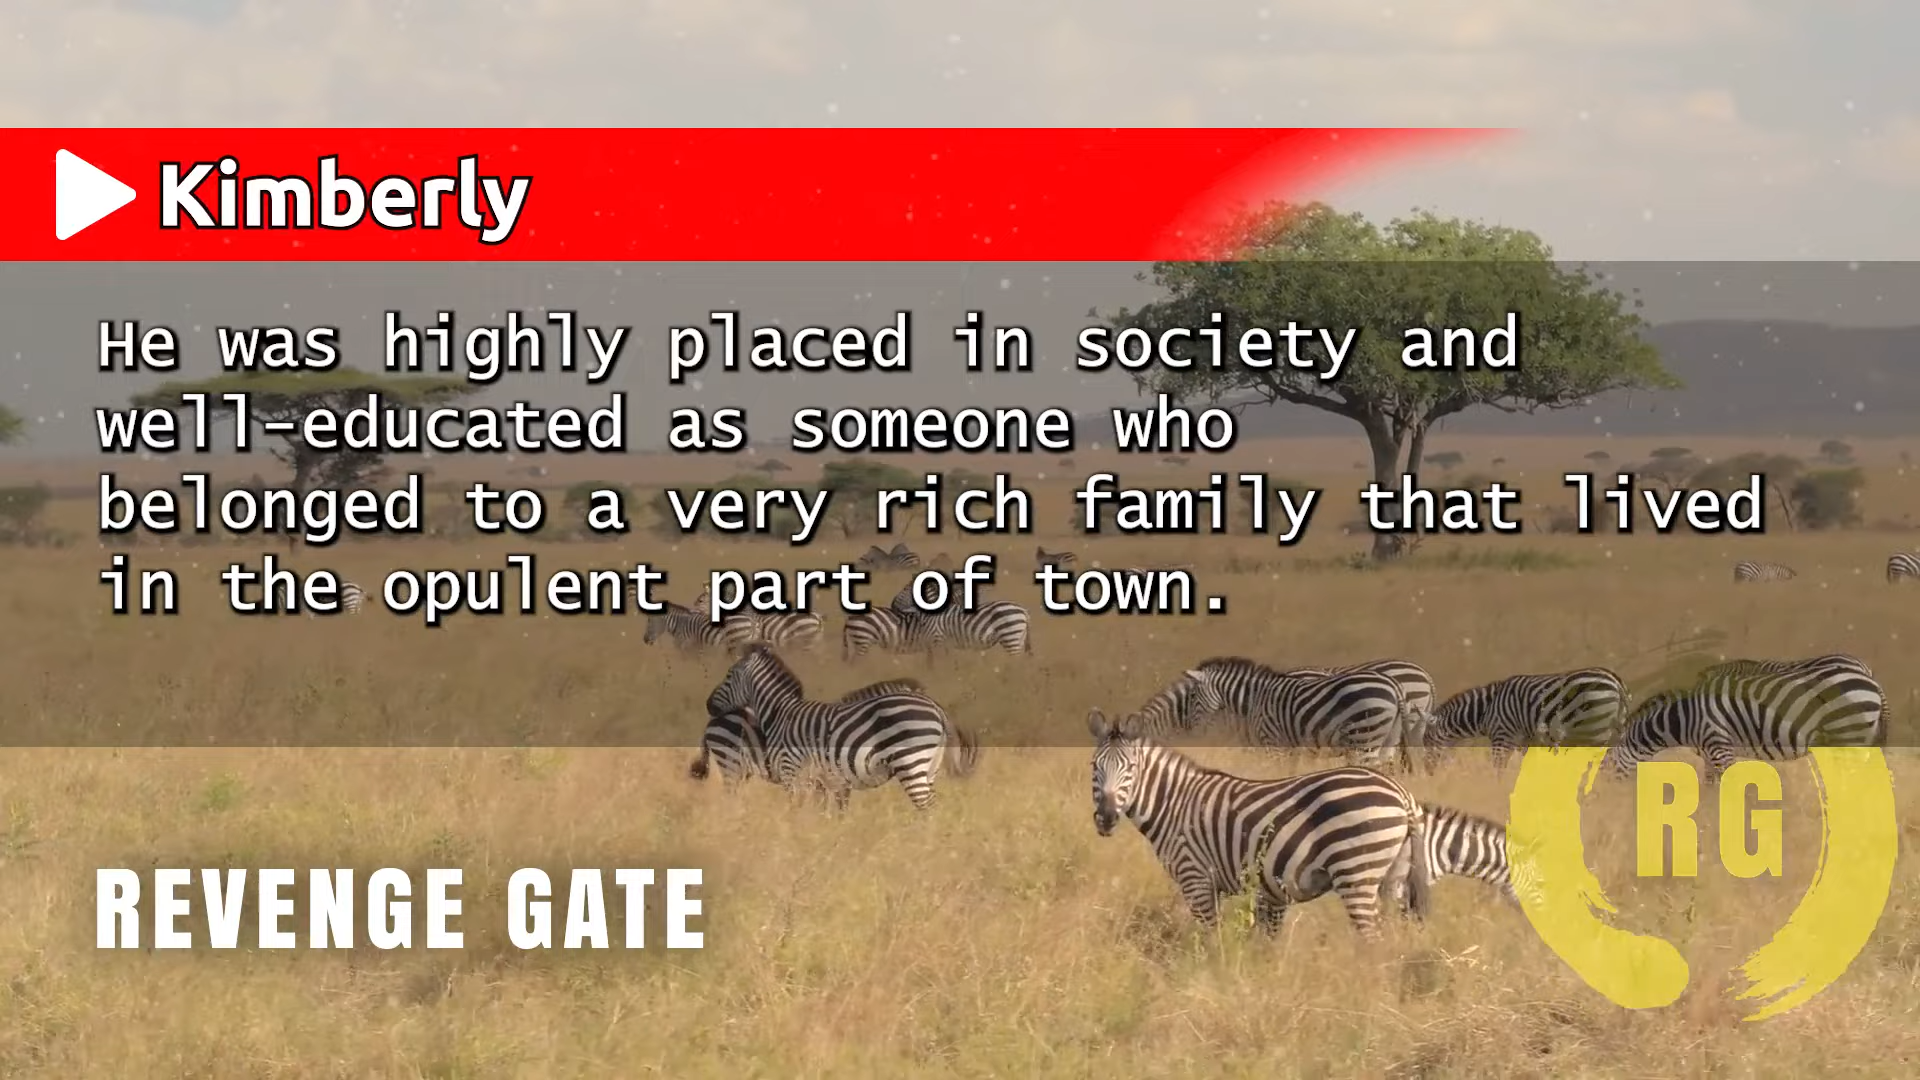 Kimberly
He was highly placed in society and
well-educated as someone who
belonged to a very rich family that lived
in the opulent part of town.
RG
REVENGE GATE